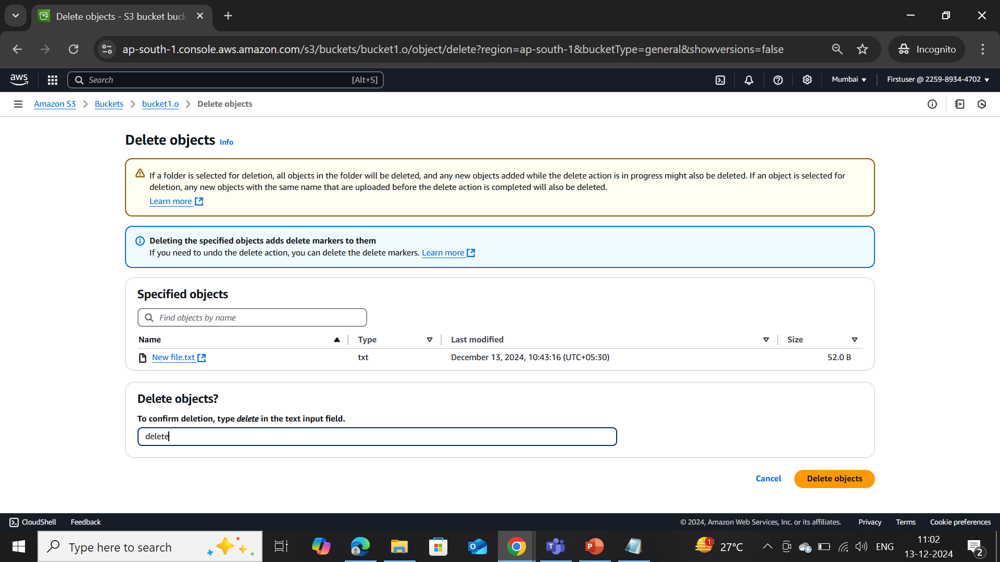 Delete objects - S3 bucket buck
ap-south-1.console.aws.amazon.com/s3/buckets/bucket1.o/object/delete?region=ap-south-1&bucketType=general&showversions=false
Incognito
aws
Search
[Alt+S]
Mumbai
Firstuser @ 2259-8934-4702
Amazon S3
Buckets
bucket1.o
Delete objects
Delete objects Info
If a folder is selected for deletion, all objects in the folder will be deleted, and any new objects added while the delete action is in progress might also be deleted. If an object is selected for
deletion, any new objects with the same name that are uploaded before the delete action is completed will also be deleted.
Learn more
Deleting the specified objects adds delete markers to them
If you need to undo the delete action, you can delete the delete markers. Learn more
Specified objects
Find objects by name
Name Type Last modified Size
New file.txt txt December 13, 2024, 10:43:16 (UTC+05:30) 52.0 B
Delete objects?
To confirm deletion, type delete in the text input field.
delete
Cancel
Delete objects
CloudShell Feedback
© 2024, Amazon Web Services, Inc. or its affiliates. Privacy Terms Cookie preferences
Type here to search
1
27°C
ENG
11:02
13-12-2024
2